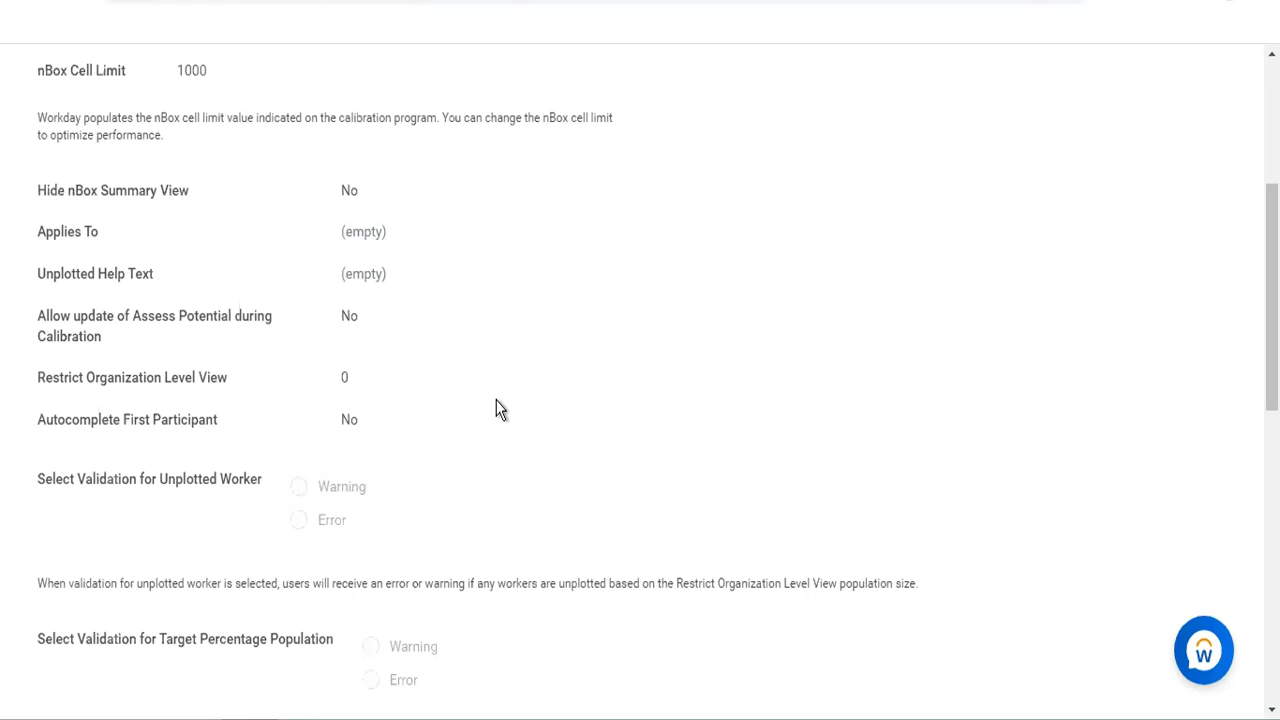 nBox Cell Limit 1000
Workday populates the nBox cell limit value indicated on the calibration program. You can change the nBox cell limit
to optimize performance.
Hide nBox Summary View No
Applies To (empty)
Unplotted Help Text (empty)
Allow update of Assess Potential during No
Calibration
Restrict Organization Level View 0
Autocomplete First Participant No
Select Validation for Unplotted Worker Warning
Error
When validation for unplotted worker is selected, users will receive an error or warning if any workers are unplotted based on the Restrict Organization Level View population size.
Select Validation for Target Percentage Population Warning
W
Error